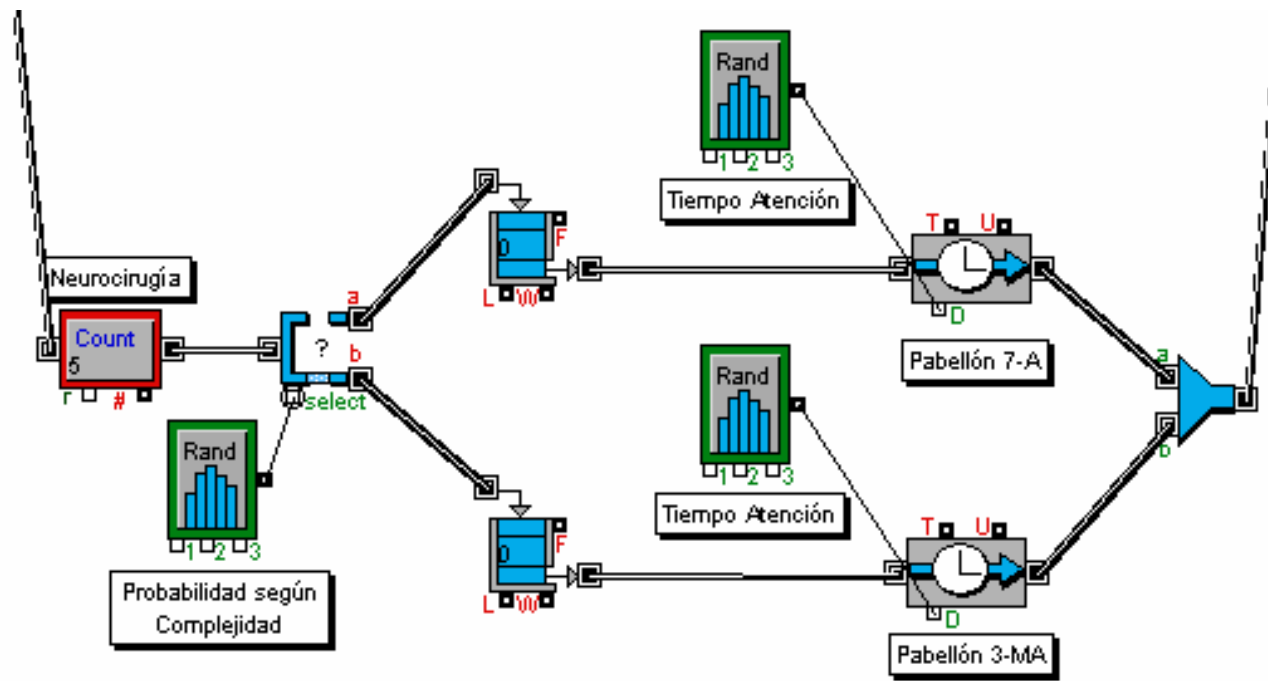 Rand
1 2 3
Tiempo Atención
F
0
L W
T U
D
Pabellón 7-A
Neurocirugía
Count
5
r #
a
?
b
select
Rand
1 2 3
Probabilidad según
Complejidad
Rand
1 2 3
Tiempo Atención
F
0
L W
T U
D
Pabellón 3-MA
a
b